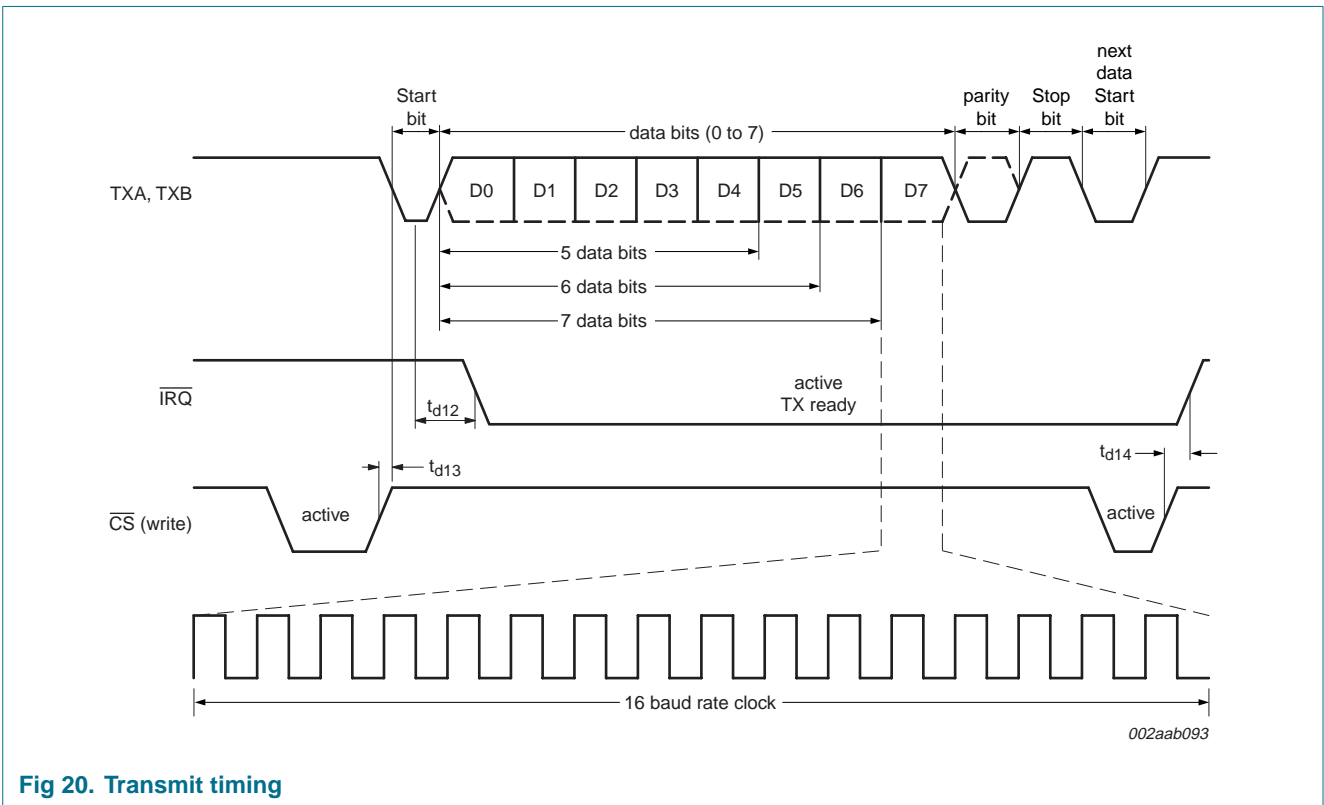 next
data
Start
bit
Start
bit
parity
bit
Stop
bit
data bits (0 to 7)
TXA, TXB
D0 D1 D2 D3 D4 D5 D6 D7
5 data bits
6 data bits
7 data bits
IRQ
active
TX ready
td12
td14
td13
CS (write)
active
active
16 baud rate clock
002aab093
Fig 20. Transmit timing